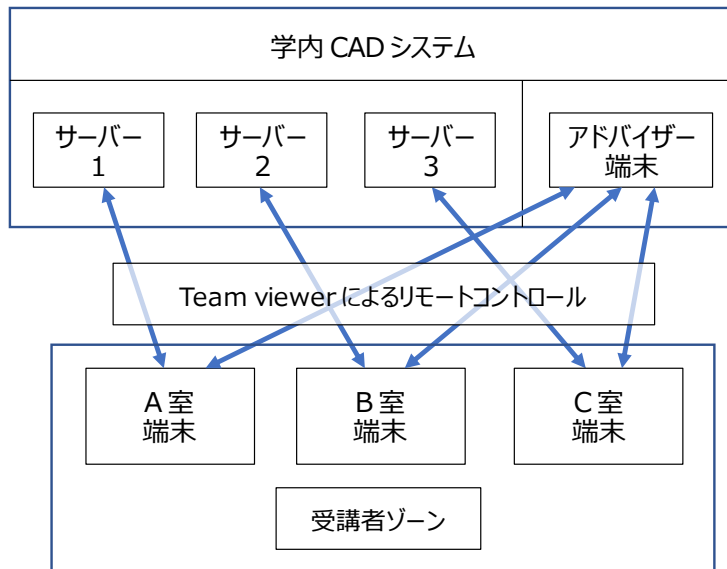 学内 CAD システム
サーバー
1
サーバー
2
サーバー
3
アドバイザー
端末
Team viewer によるリモートコントロール
A 室
端末
B 室
端末
C 室
端末
受講者ゾーン